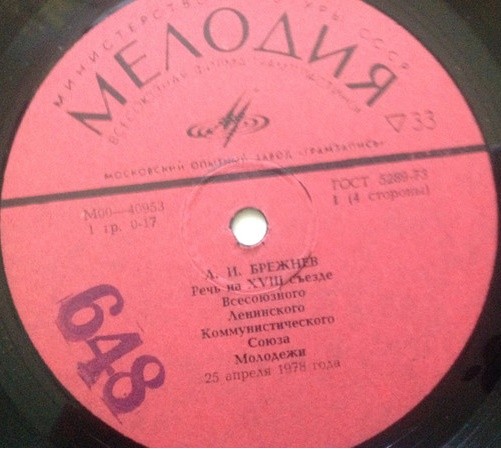 МИНИСТЕРСТВО КУЛЬТУРЫ СССР
МЕЛОДИЯ
ВСЕСОЮЗНАЯ ФИРМА ГРАМПЛАСТИНОК
▽33
МОСКОВСКИЙ ОПЫТНЫЙ ЗАВОД «ГРАМЗАПИСЬ»
М00—40953
ГОСТ 5289-73
1 гр. 0-17
1 (4 стороны)
Л. И. БРЕЖНЕВ
Речь на XVIII съезде
Всесоюзного
Ленинского
Коммунистического
Союза
Молодежи
25 апреля 1978 года
648